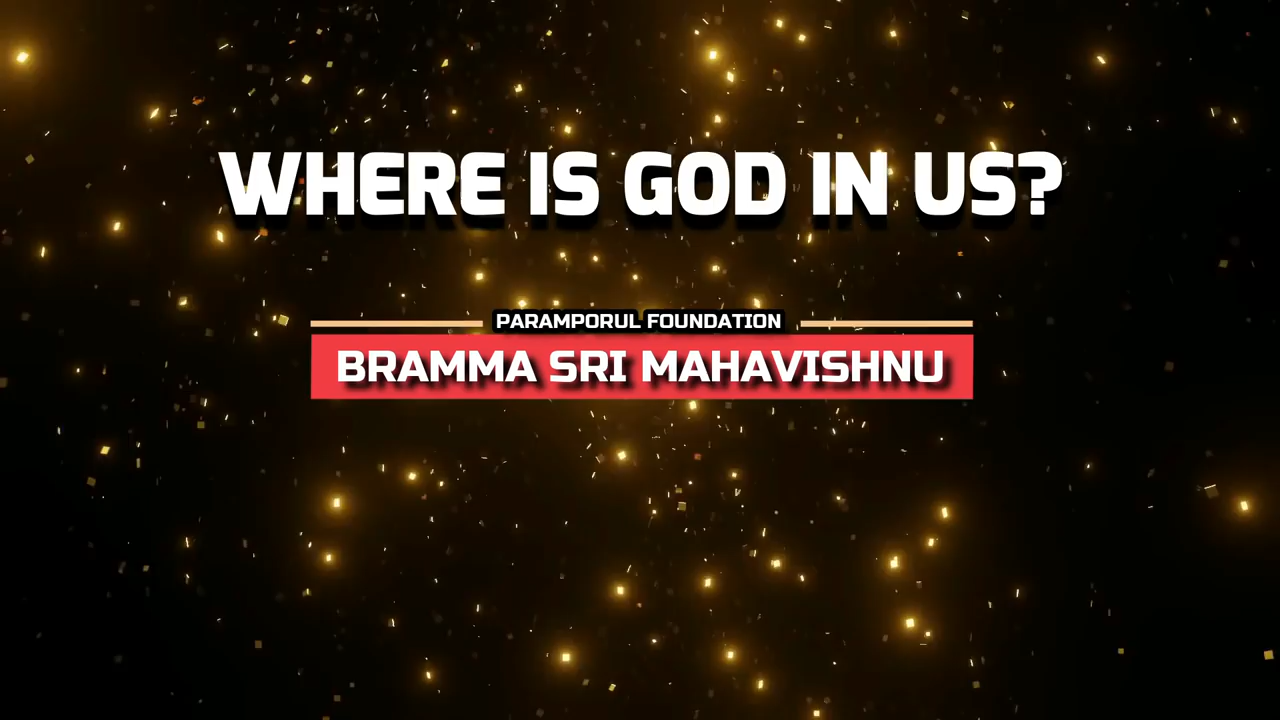 WHERE IS GOD IN US?
PARAMPORUL FOUNDATION
BRAMMA SRI MAHAVISHNU